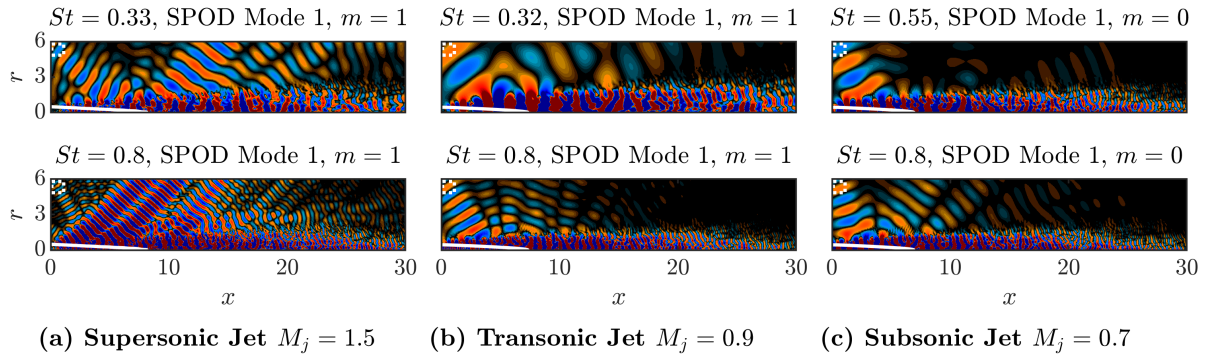 St = 0.33, SPOD Mode 1, m = 1
St = 0.32, SPOD Mode 1, m = 1
St = 0.55, SPOD Mode 1, m = 0
6
3
0
r
St = 0.8, SPOD Mode 1, m = 1
St = 0.8, SPOD Mode 1, m = 1
St = 0.8, SPOD Mode 1, m = 0
6
3
0
r
0 10 20 30
0 10 20 30
0 10 20 30
x
x
x
(a) Supersonic Jet M_j = 1.5
(b) Transonic Jet M_j = 0.9
(c) Subsonic Jet M_j = 0.7